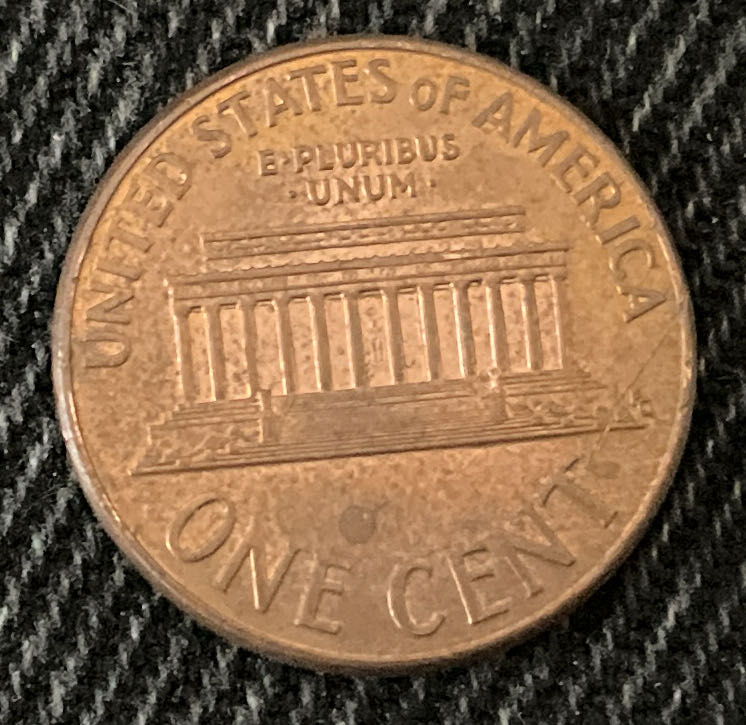 UNITED STATES OF AMERICA
E·PLURIBUS
·UNUM·
ONE CENT